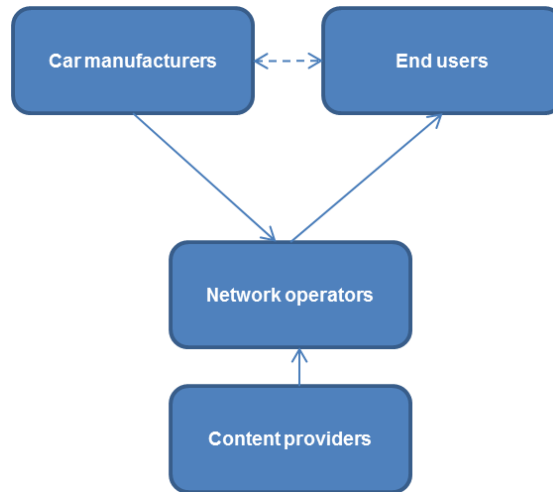 Car manufacturers
End users
Network operators
Content providers